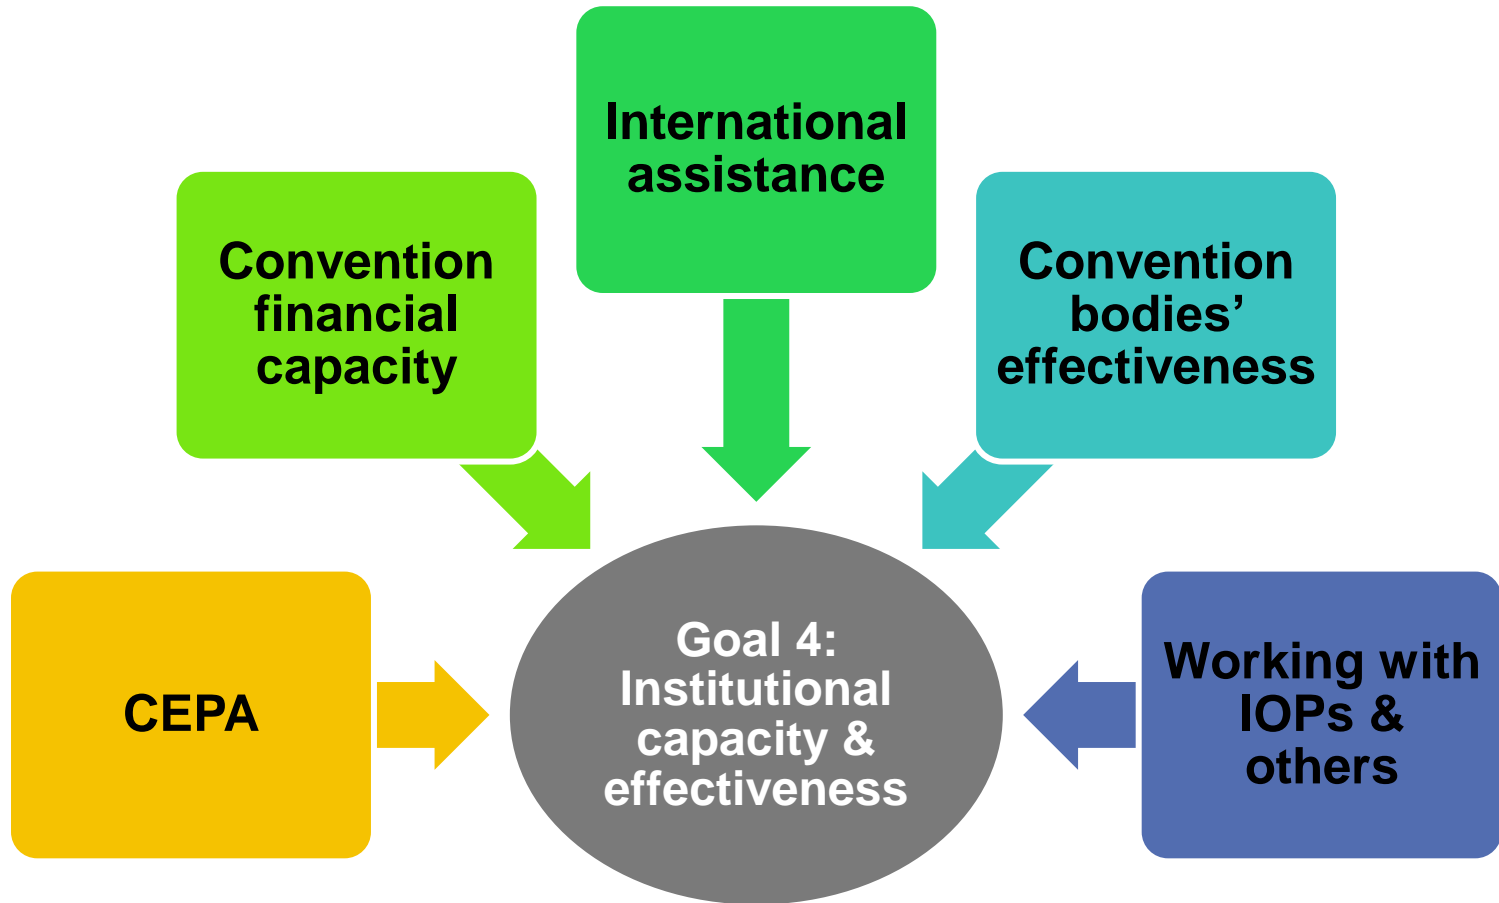 International
assistance
Convention
financial
capacity
Convention
bodies’
effectiveness
CEPA
Goal 4:
Institutional
capacity &
effectiveness
Working with
IOPs &
others